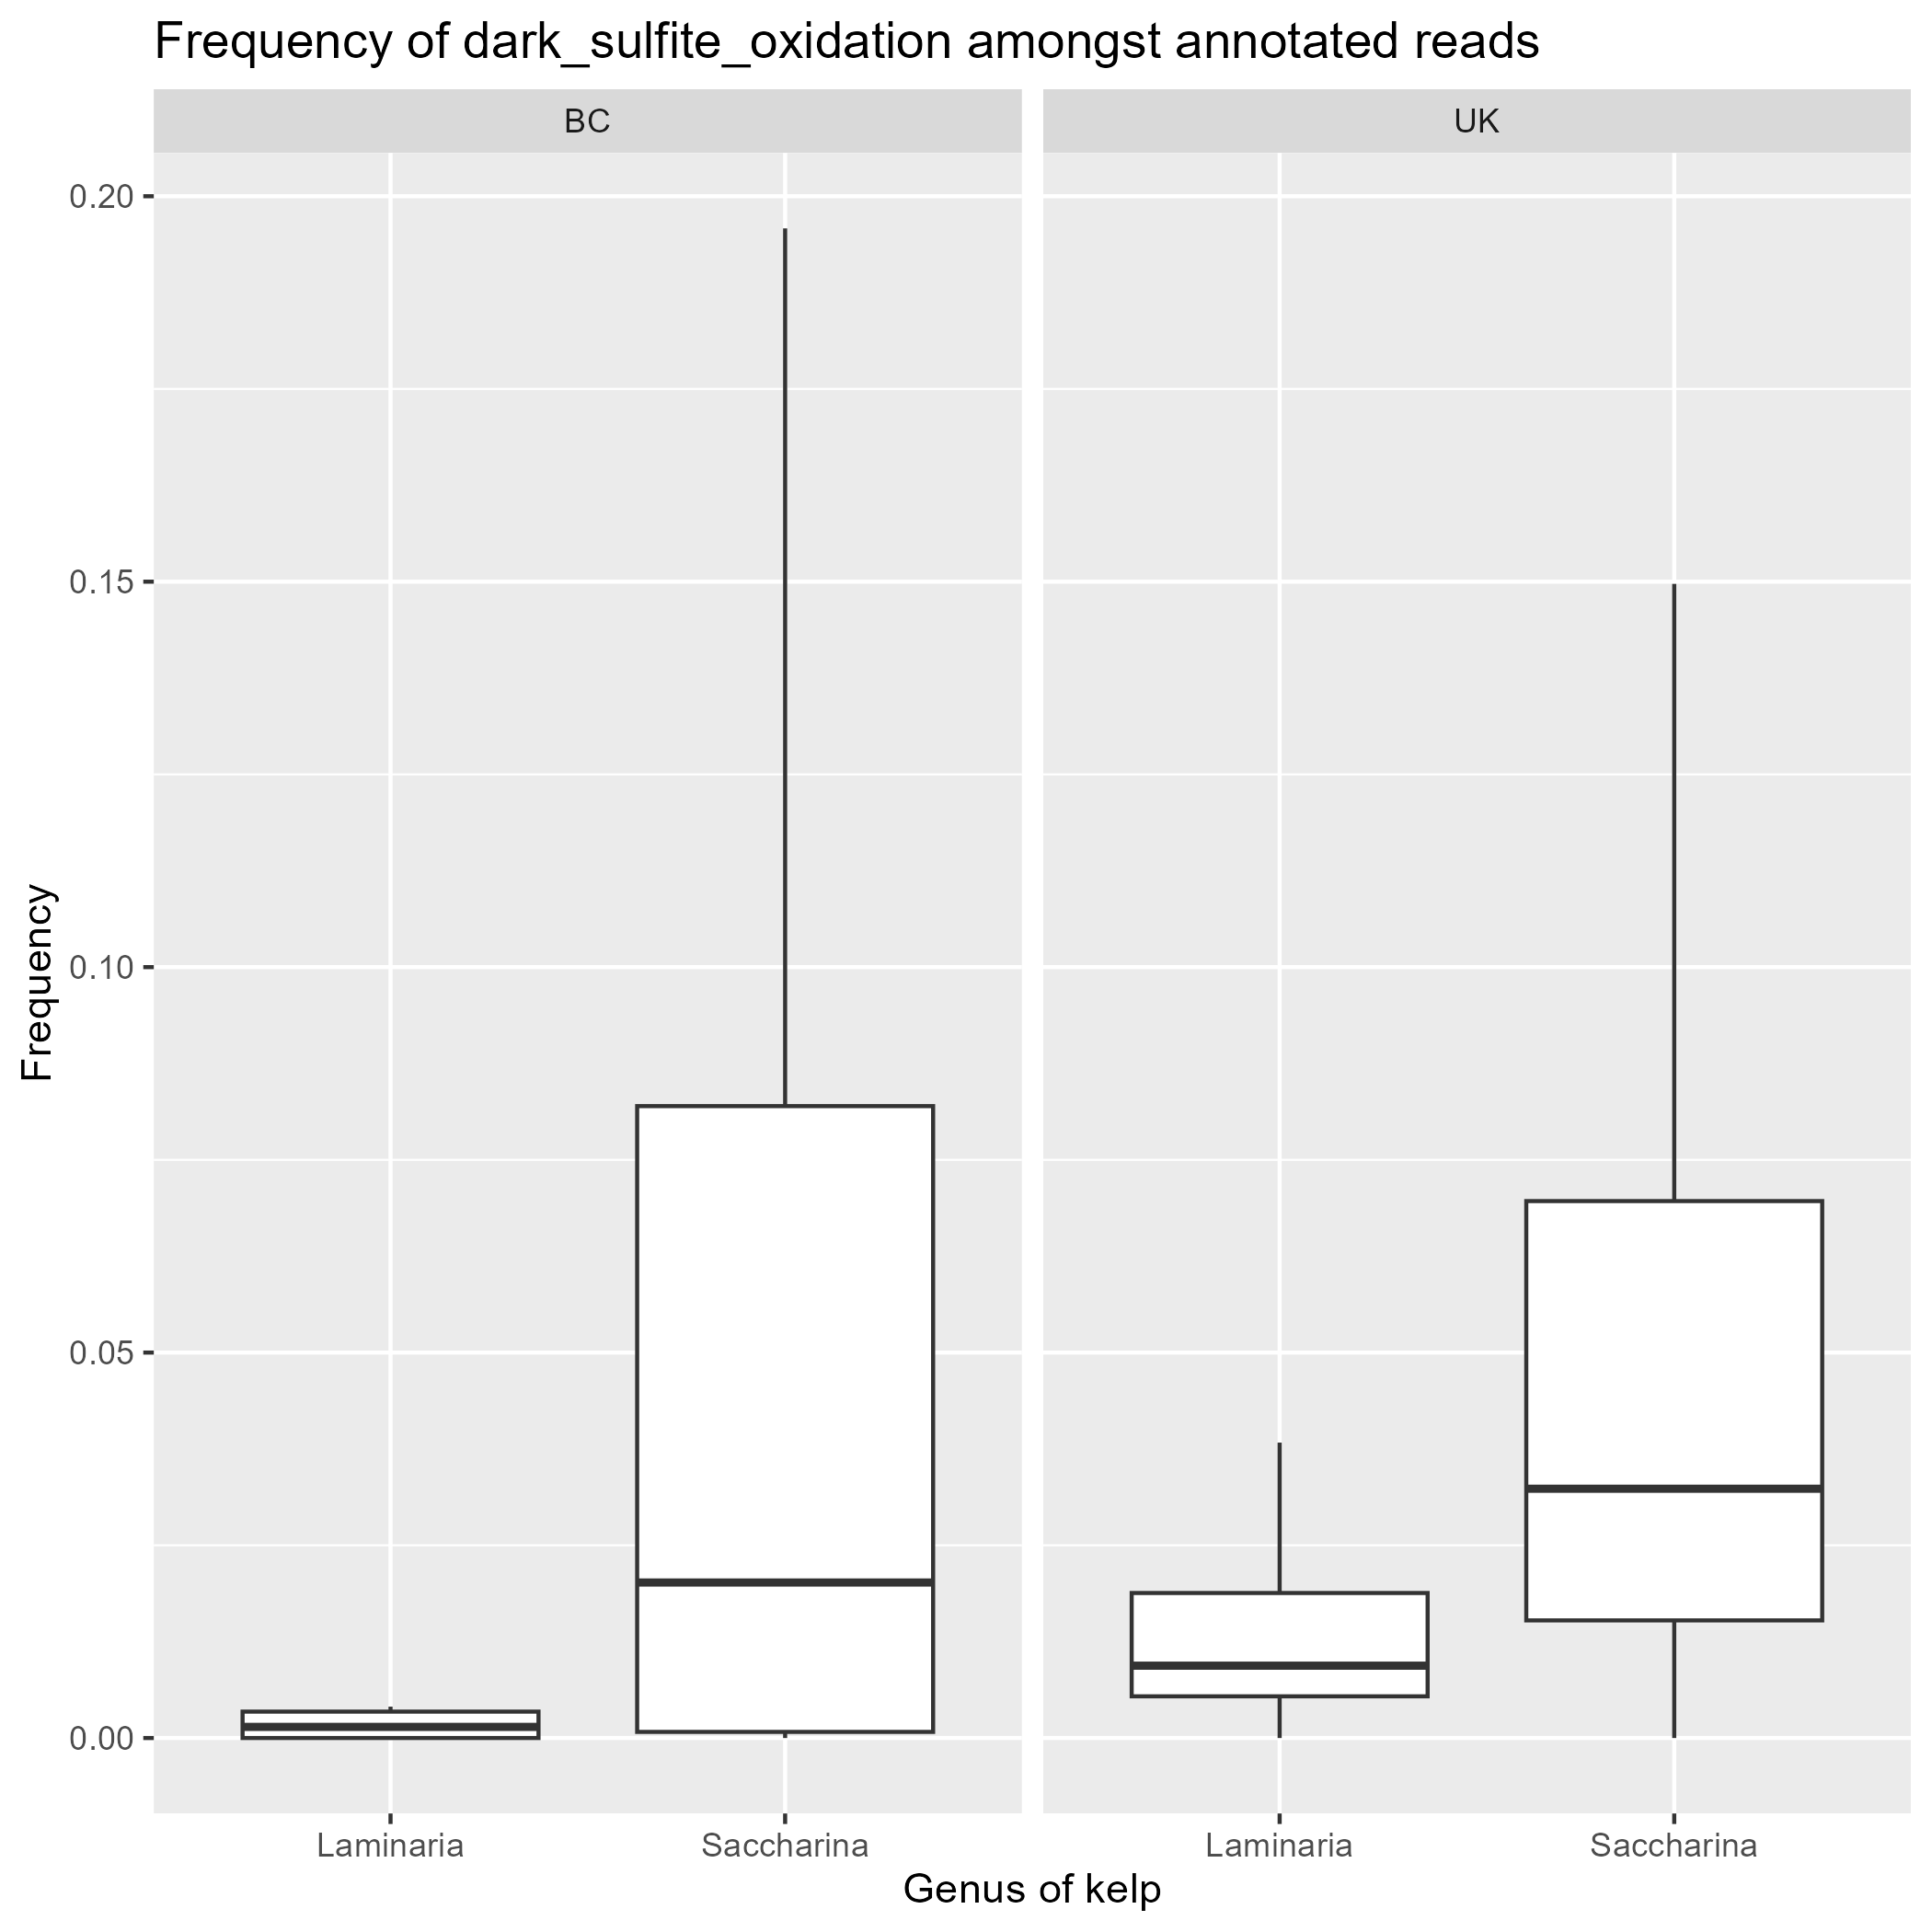 Frequency of dark_sulfite_oxidation amongst annotated reads
BC
UK
0.20
0.15
0.10
0.05
0.00
Frequency
Laminaria
Saccharina
Laminaria
Saccharina
Genus of kelp